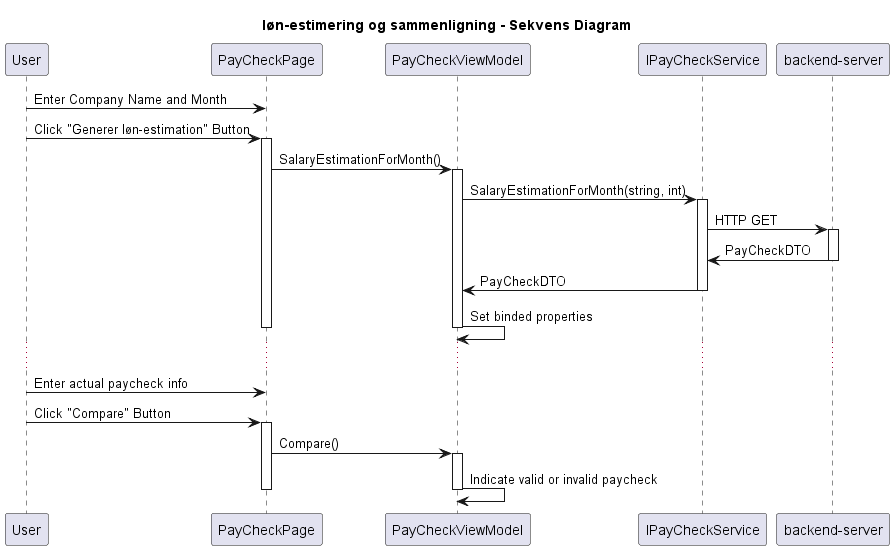 løn-estimering og sammenligning - Sekvens Diagram
User
PayCheckPage
PayCheckViewModel
IPayCheckService
backend-server
Enter Company Name and Month
Click "Generer løn-estimation" Button
SalaryEstimationForMonth()
SalaryEstimationForMonth(string, int)
HTTP GET
PayCheckDTO
PayCheckDTO
Set binded properties
Enter actual paycheck info
Click "Compare" Button
Compare()
Indicate valid or invalid paycheck
User
PayCheckPage
PayCheckViewModel
IPayCheckService
backend-server